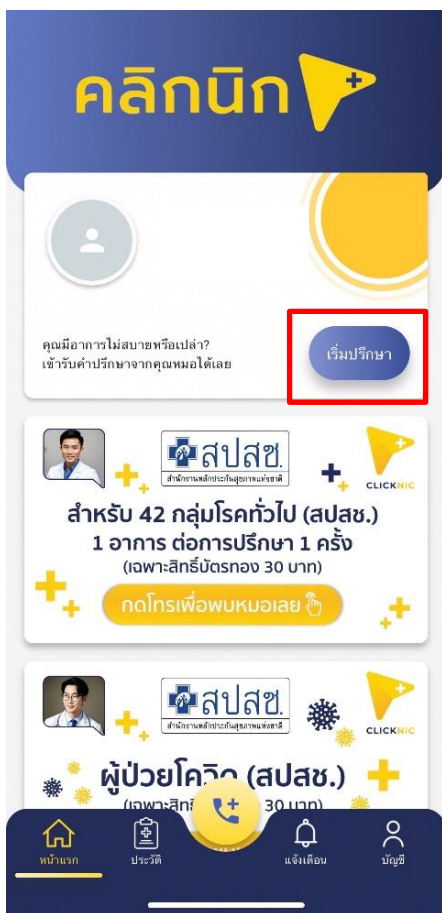 คลิกนิก
คุณมีอาการไม่สบายหรือเปล่า?
เข้ารับคำปรึกษาจากคุณหมอได้เลย
เริ่มปรึกษา
สปสช.
สำนักงานหลักประกันสุขภาพแห่งชาติ
CLICKNIC
สำหรับ 42 กลุ่มโรคทั่วไป (สปสช.)
1 อาการ ต่อการปรึกษา 1 ครั้ง
(เฉพาะสิทธิ์บัตรทอง 30 บาท)
กดโทรเพื่อพบหมอเลย
สปสช.
สำนักงานหลักประกันสุขภาพแห่งชาติ
CLICKNIC
ผู้ป่วยโควิด (สปสช.)
30 บาท)
หน้าแรก
ประวัติ
แจ้งเตือน
บัญชี